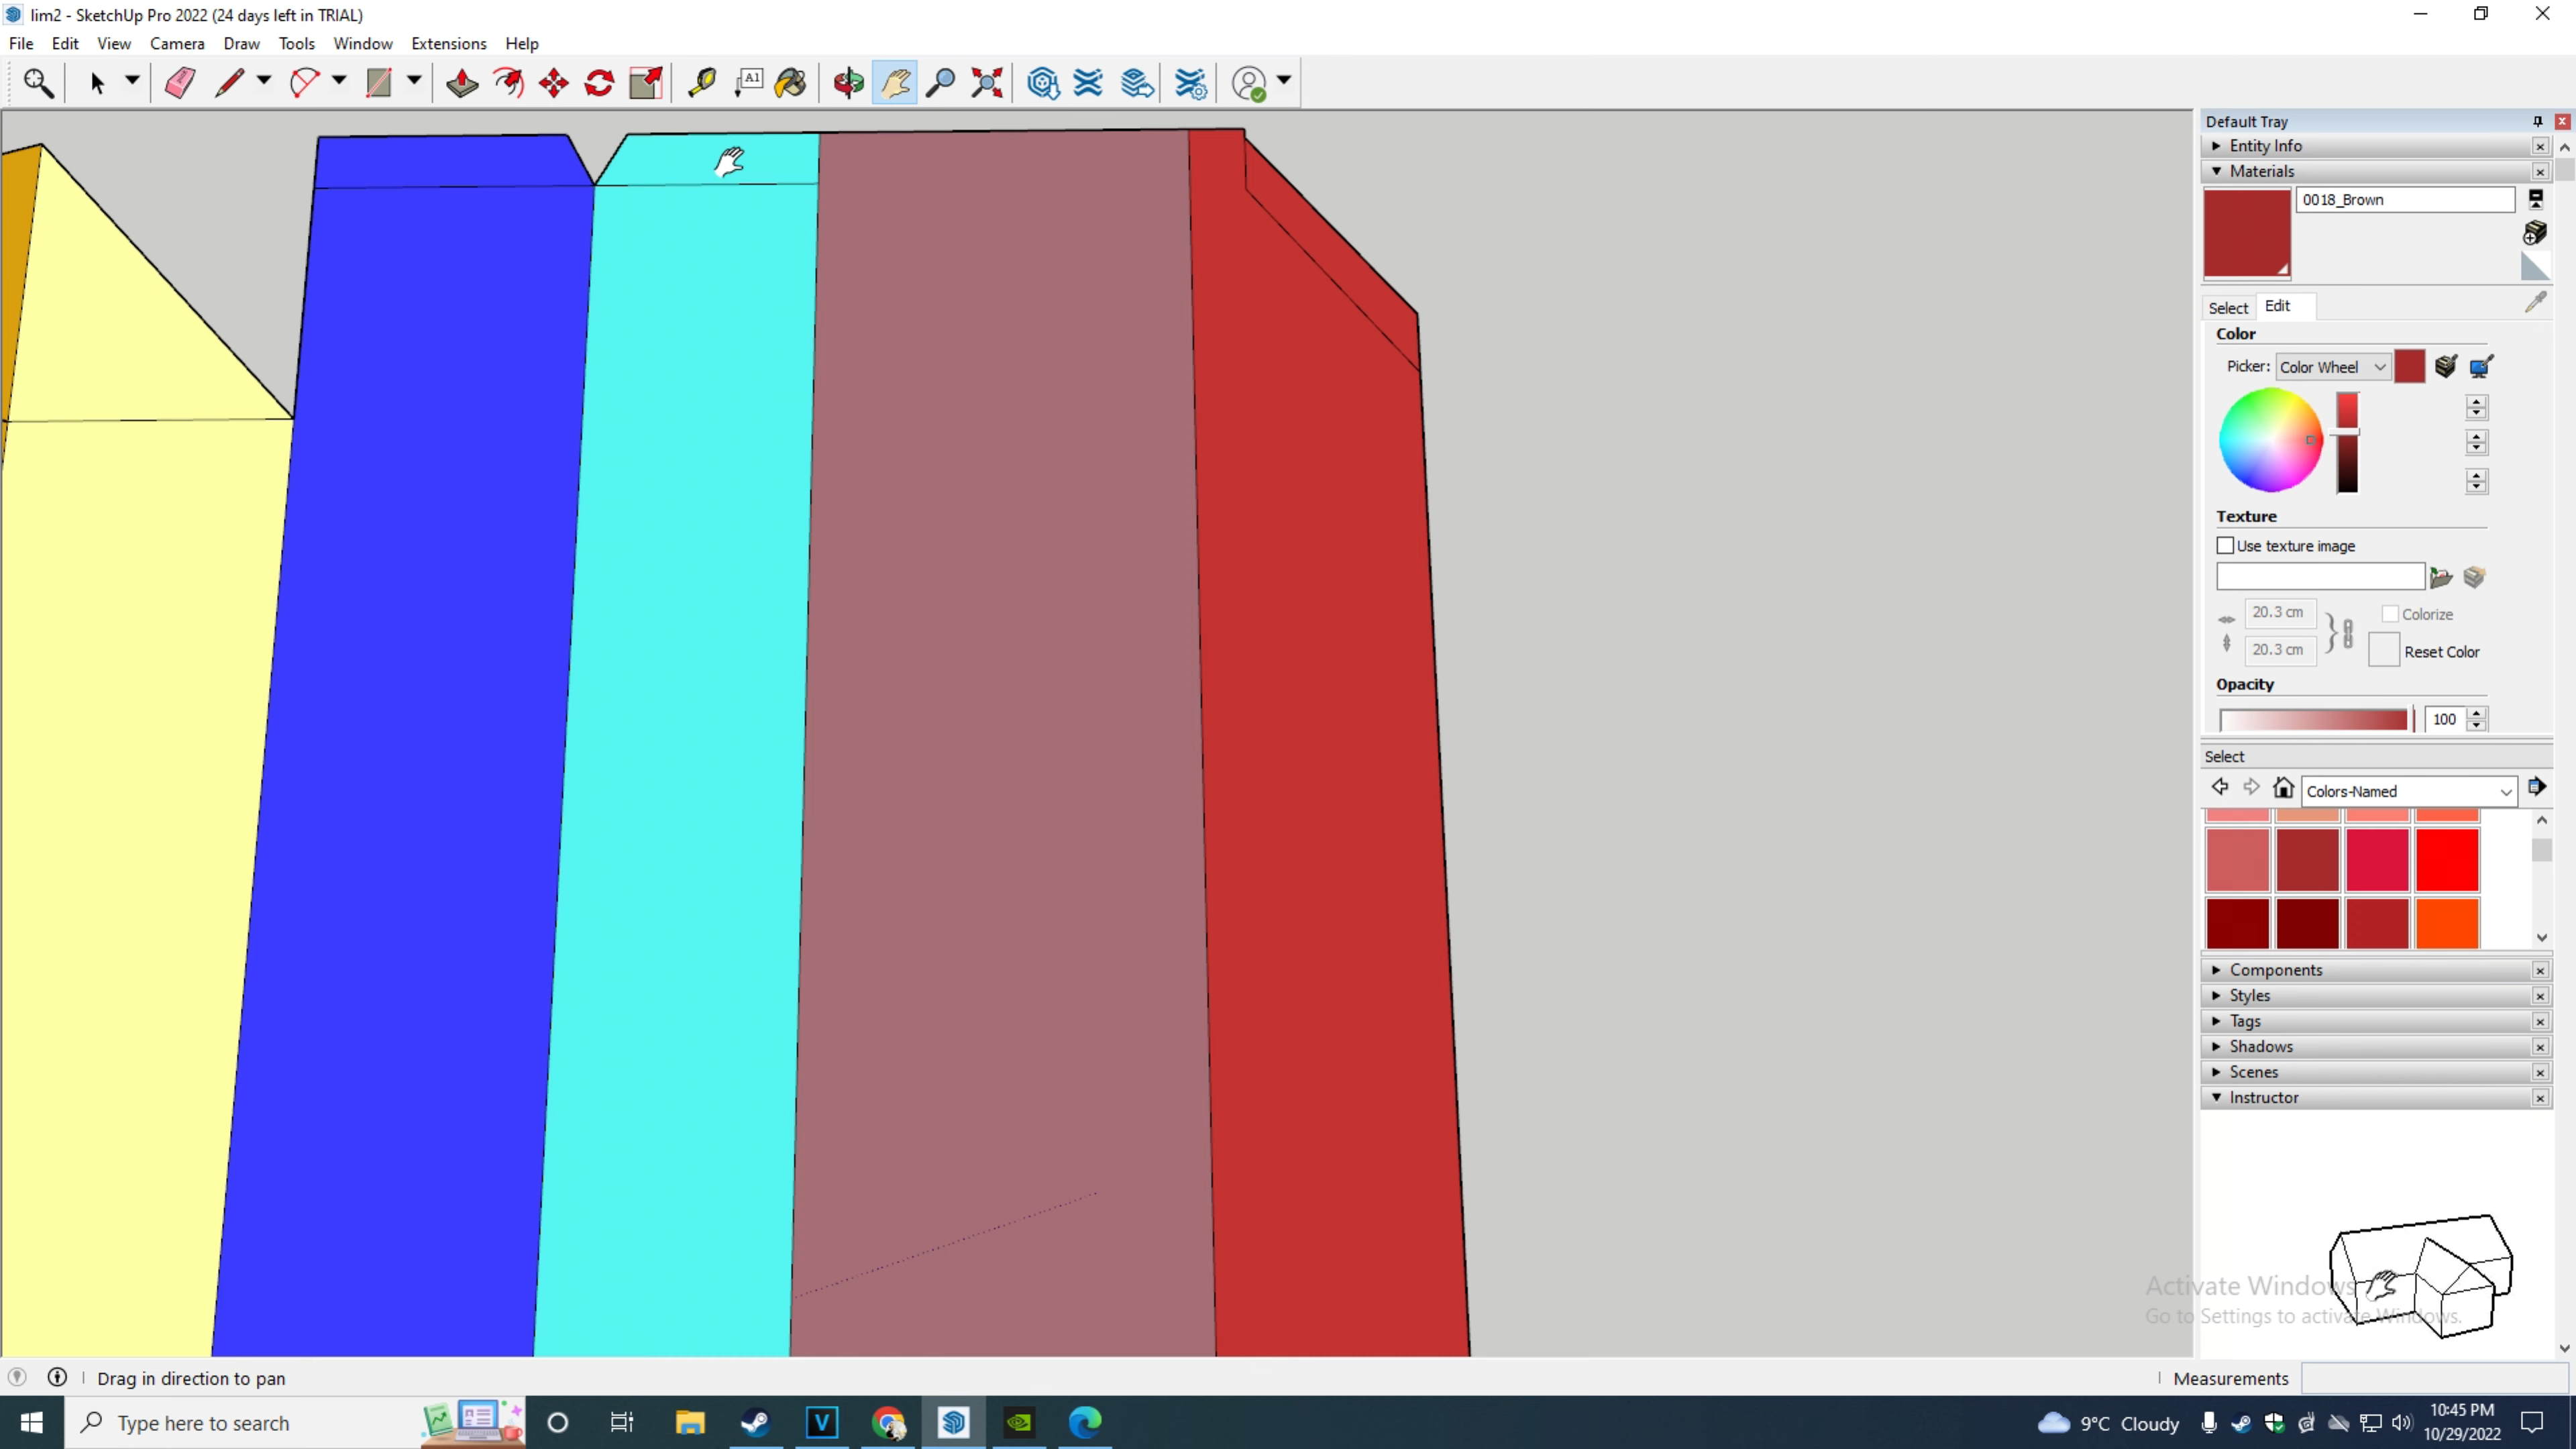 lim2 - SketchUp Pro 2022 (24 days left in TRIAL)
File Edit View Camera Draw Tools Window Extensions Help
A1
Default Tray
Entity Info
Materials
0018_Brown
Select Edit
Color
Picker: Color Wheel
Texture
Use texture image
20.3 cm Colorize
20.3 cm Reset Color
Opacity
100
Select
Colors-Named
Components
Styles
Tags
Shadows
Scenes
Instructor
Activate Windows
Go to Settings to activate Windows.
Drag in direction to pan
Measurements
Type here to search
V
9°C Cloudy
10:45 PM
10/29/2022